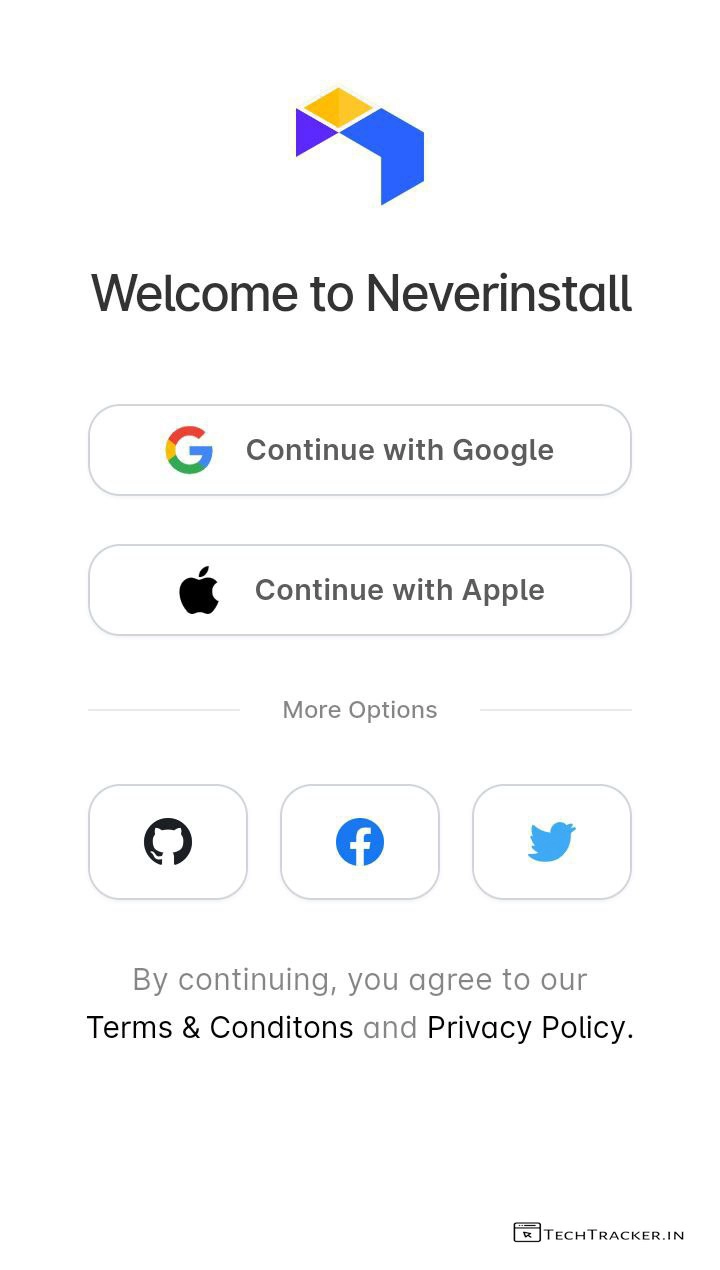 Welcome to Neverinstall
Continue with Google
Continue with Apple
More Options
By continuing, you agree to our
Terms & Conditons and Privacy Policy.
TECHTRACKER.IN